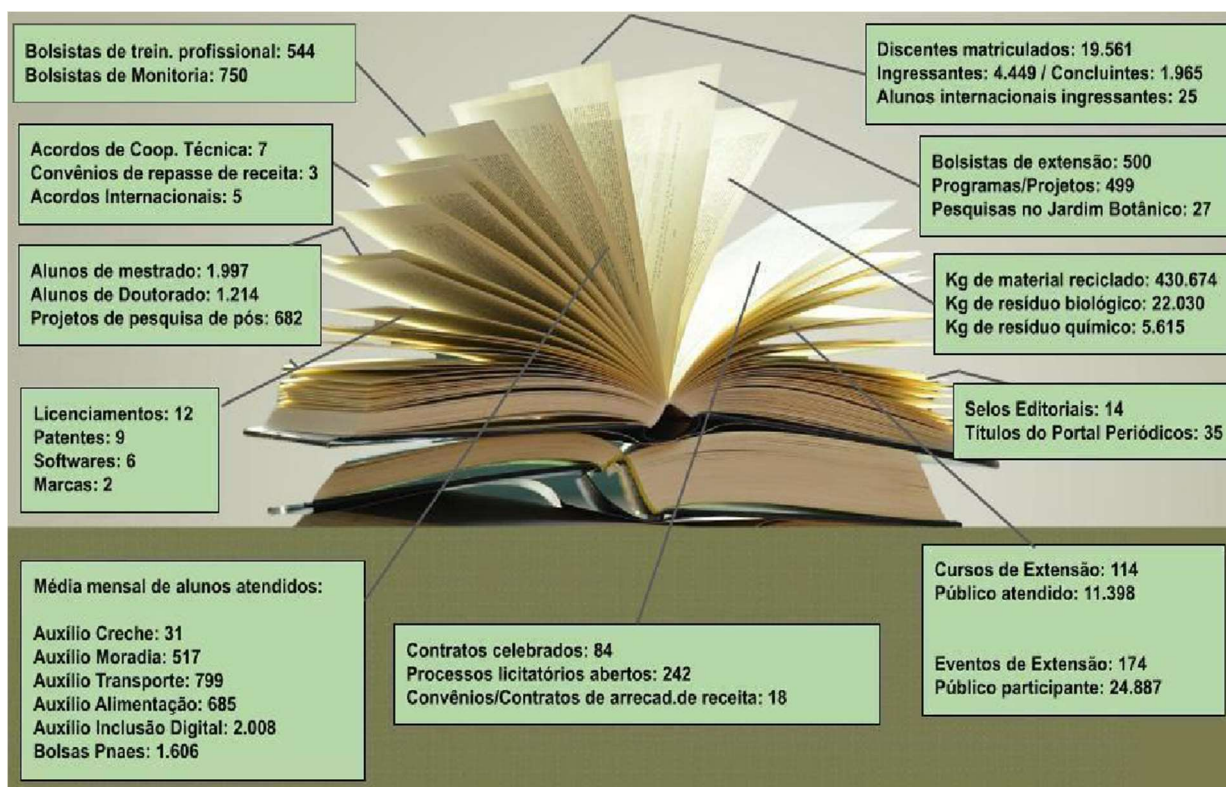 Bolsistas de trein. profissional: 544
Bolsistas de Monitoria: 750
Discentes matriculados: 19.561
Ingressantes: 4.449 / Concluintes: 1.965
Alunos internacionais ingressantes: 25
Acordos de Coop. Técnica: 7
Convênios de repasse de receita: 3
Acordos Internacionais: 5
Bolsistas de extensão: 500
Programas/Projetos: 499
Pesquisas no Jardim Botânico: 27
Alunos de mestrado: 1.997
Alunos de Doutorado: 1.214
Projetos de pesquisa de pós: 682
Kg de material reciclado: 430.674
Kg de resíduo biológico: 22.030
Kg de resíduo químico: 5.615
Licenciamentos: 12
Patentes: 9
Softwares: 6
Marcas: 2
Selos Editoriais: 14
Títulos do Portal Periódicos: 35
Média mensal de alunos atendidos:
Auxílio Creche: 31
Auxílio Moradia: 517
Auxílio Transporte: 799
Auxílio Alimentação: 685
Auxílio Inclusão Digital: 2.008
Bolsas Pnaes: 1.606
Contratos celebrados: 84
Processos licitatórios abertos: 242
Convênios/Contratos de arrecad.de receita: 18
Cursos de Extensão: 114
Público atendido: 11.398
Eventos de Extensão: 174
Público participante: 24.887